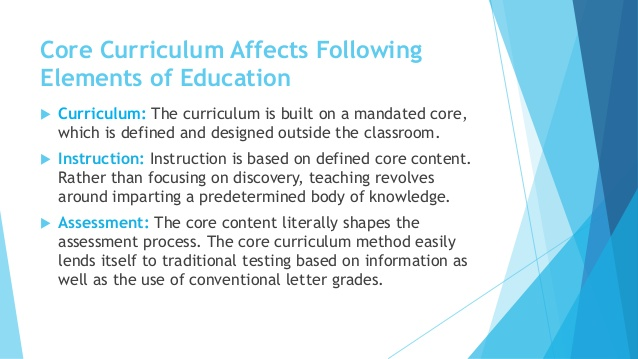 Core Curriculum Affects Following
Elements of Education
Curriculum: The curriculum is built on a mandated core,
which is defined and designed outside the classroom.
Instruction: Instruction is based on defined core content.
Rather than focusing on discovery, teaching revolves
around imparting a predetermined body of knowledge.
Assessment: The core content literally shapes the
assessment process. The core curriculum method easily
lends itself to traditional testing based on information as
well as the use of conventional letter grades.